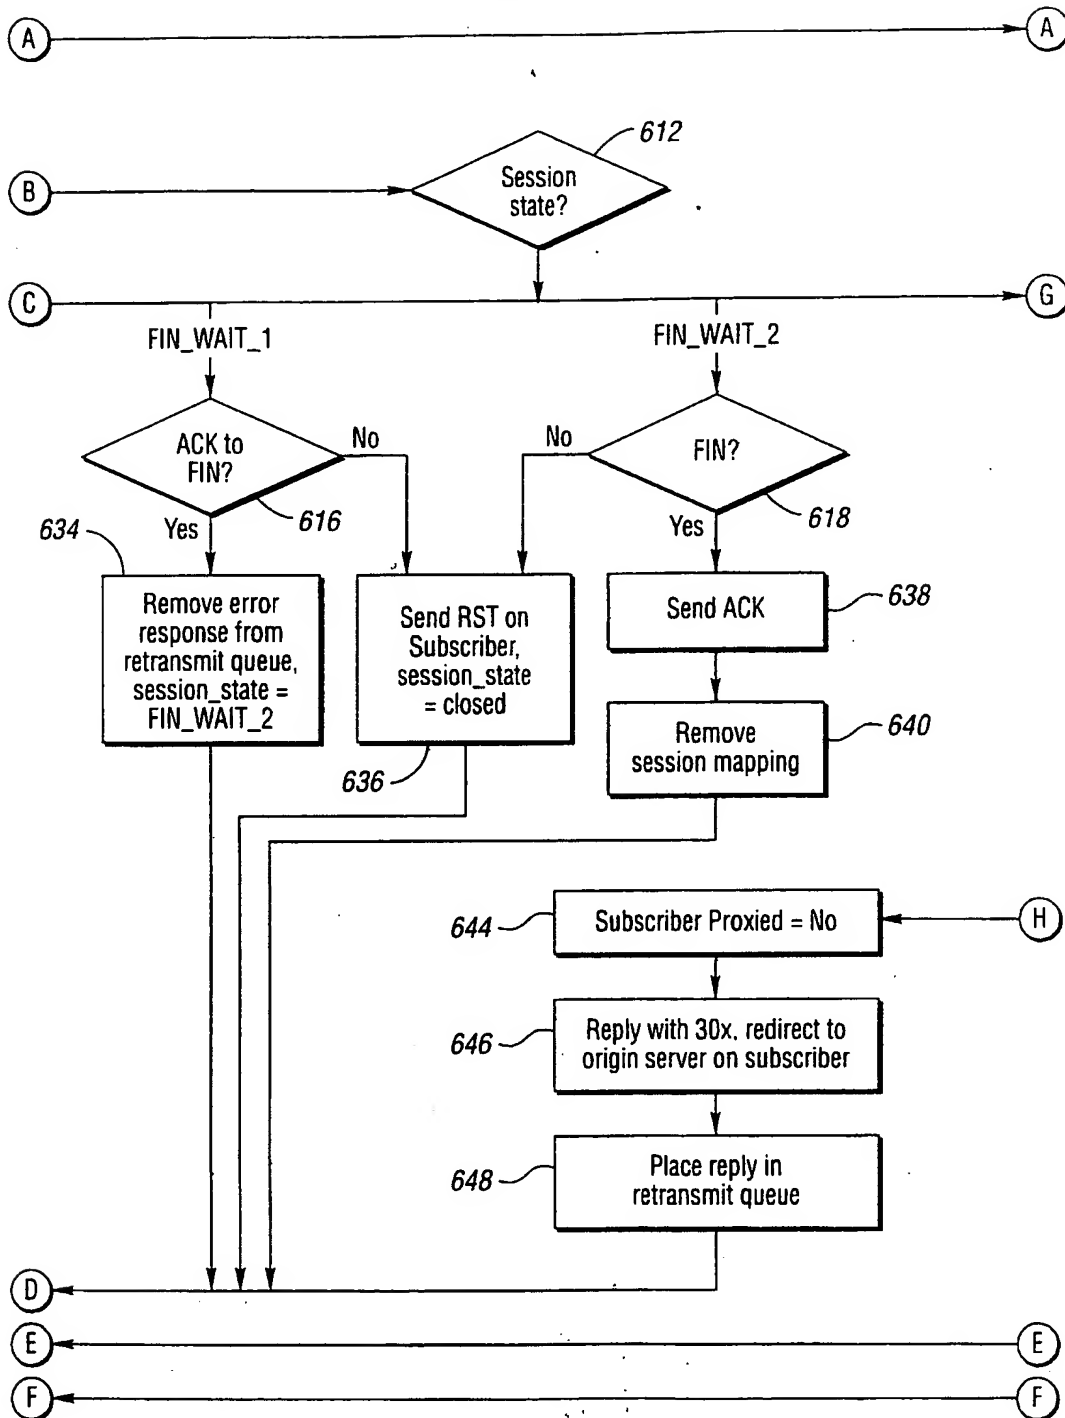 A
A
612
Session
state?
B
C
G
FIN_WAIT_1
FIN_WAIT_2
ACK to
FIN?
No
No
FIN?
616
618
Yes
Yes
634
Remove error
response from
retransmit queue,
session_state =
FIN_WAIT_2
Send RST on
Subscriber,
session_state
= closed
636
Send ACK
638
Remove
session mapping
640
644
Subscriber Proxied = No
H
646
Reply with 30x, redirect to
origin server on subscriber
648
Place reply in
retransmit queue
D
E
E
F
F